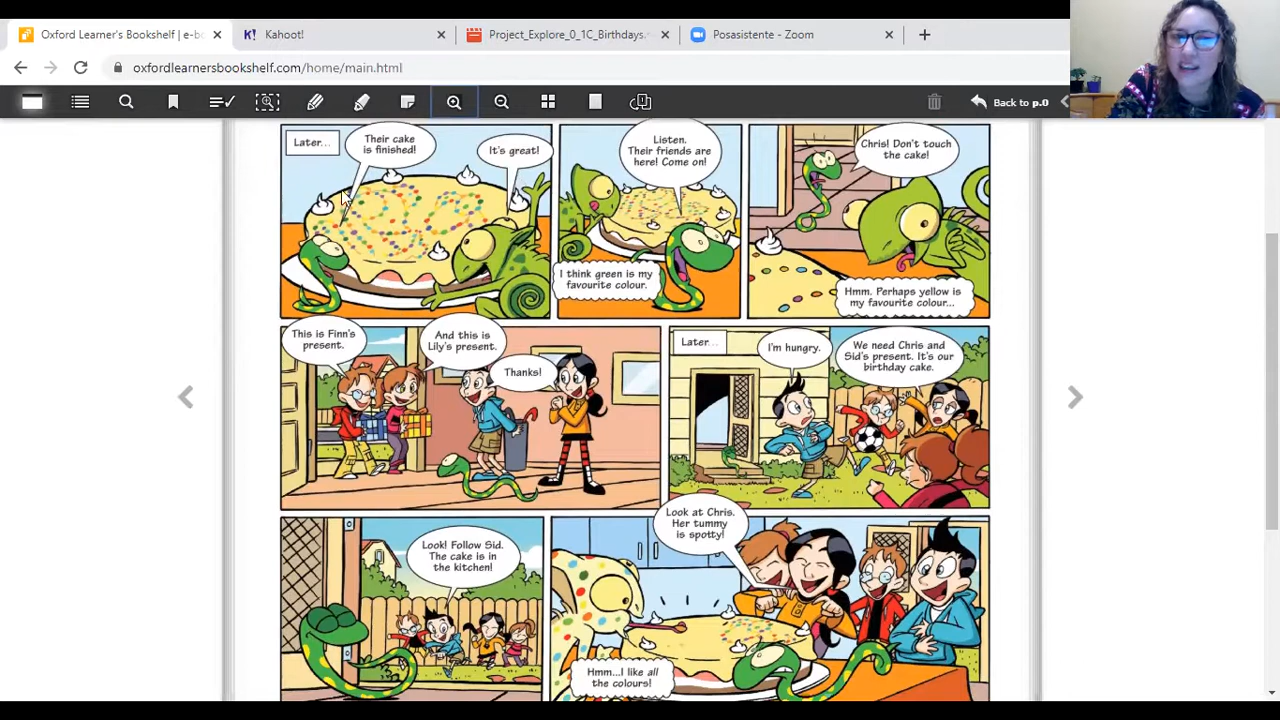 Oxford Learner's Bookshelf | e-bo
Kahoot!
Project_Explore_0_1C_Birthdays.
Posasistente - Zoom
oxfordlearnersbookshelf.com/home/main.html
Back to p.0
Later...
Their cake
is finished!
It's great!
Listen.
Their friends are
here! Come on!
I think green is my
favourite colour.
Chris! Don't touch
the cake!
Hmm. Perhaps yellow is
my favourite colour...
This is Finn's
present.
And this is
Lily's present.
Thanks!
Later...
I'm hungry.
We need Chris and
Sid's present. It's our
birthday cake.
Look! Follow Sid.
The cake is in
the kitchen!
Look at Chris.
Her tummy
is spotty!
Hmm...I like all
the colours!